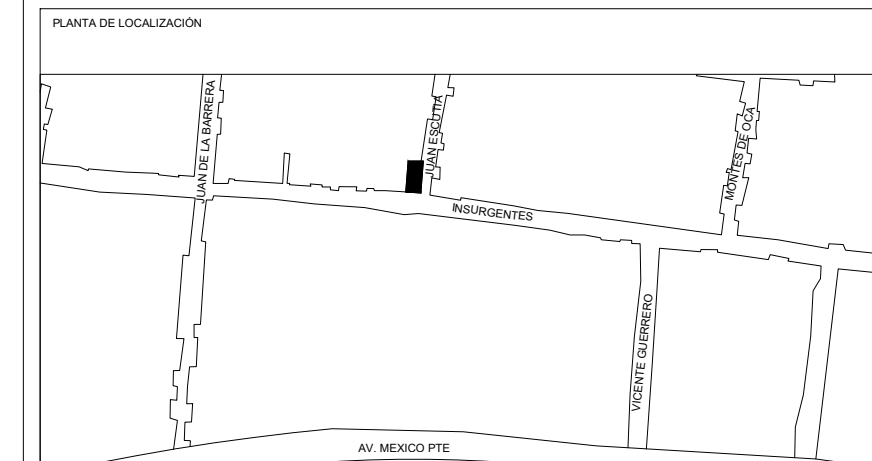 PLANTA DE LOCALIZACIÓN
JUAN DE LA BARRERA
JUAN ESCUTIA
MONTES DE OCA
INSURGENTES
VICENTE GUERRERO
AV. MEXICO PTE